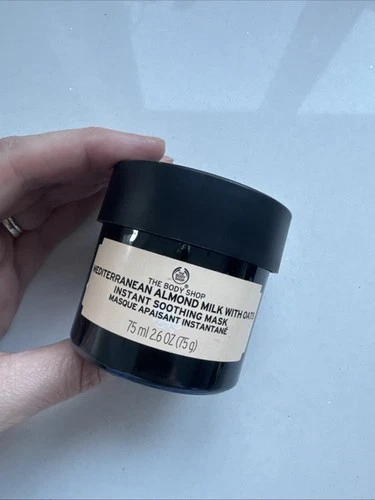 THE BODY SHOP®
MEDITERRANEAN ALMOND MILK WITH OATS
INSTANT SOOTHING MASK
MASQUE APAISANT INSTANTANÉ
75 ml 2.6 OZ (75 g)